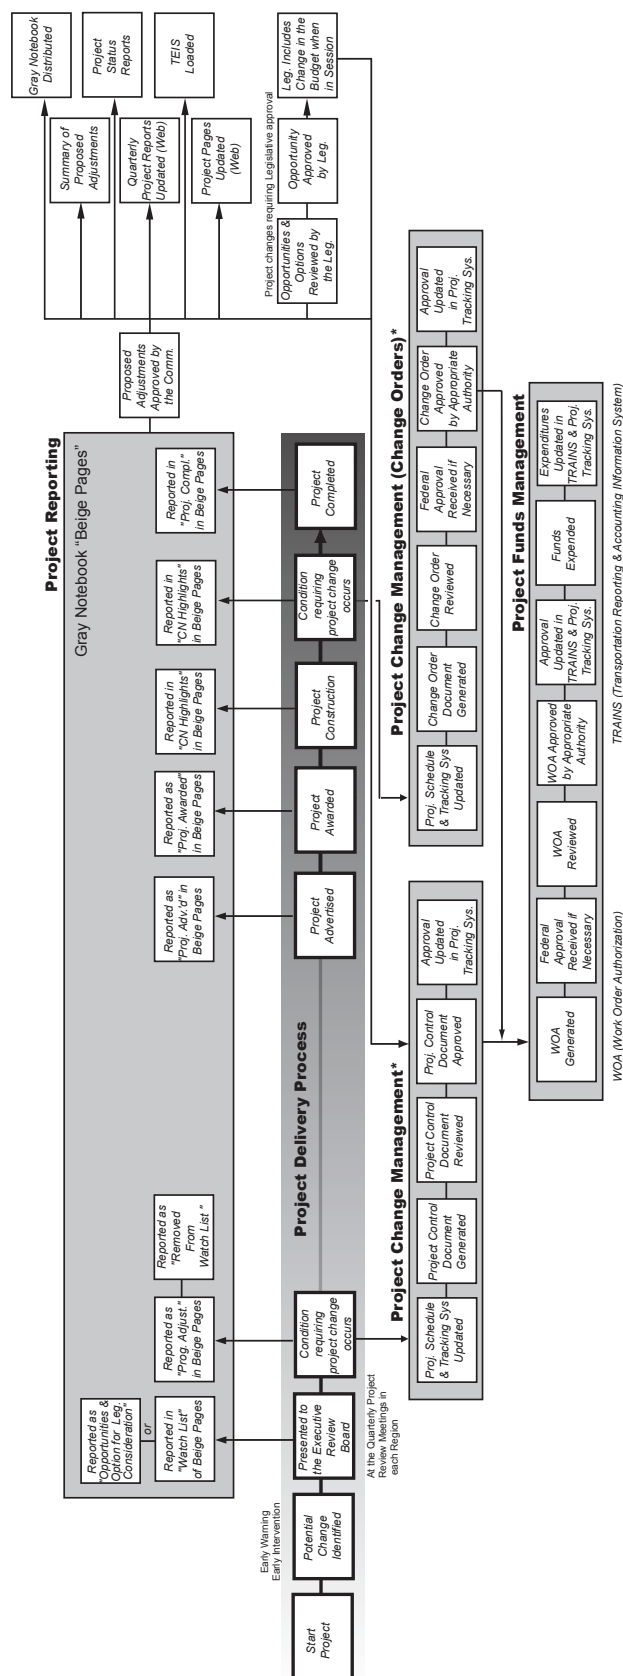 Project Reporting
Gray Notebook "Beige Pages"
Reported as
"Opportunities &
Option for Leg.
Consideration"
or
Reported in
"Watch List"
of Beige Pages
Reported as
"Prog. Adjust."
in Beige Pages
Reported as
"Removed
From
Watch List "
Reported as
"Proj. Adv.'d" in
Beige Pages
Reported as
"Proj. Awarded"
in Beige Pages
Reported in
"CN Highlights"
in Beige Pages
Reported in
"CN Highlights"
in Beige Pages
Reported in
"Proj. Compl."
in Beige Pages
Proposed
Adjustments
Approved by
the Comm.
Gray Notebook
Distributed
Summary of
Proposed
Adjustments
Project
Status
Reports
Quarterly
Project Reports
Updated (Web)
TEIS
Loaded
Project Pages
Updated
(Web)
Project changes requiring Legislative approval
Opportunities &
Options
Reviewed by
the Leg.
Opportunity
Approved
by Leg.
Leg. Includes
Change in the
Budget when
in Session
Early Warning
Early Intervention
Project Delivery Process
Start
Project
Potential
Change
Identified
Presented to
the Executive
Review
Board
Condition
requiring
project change
occurs
Project
Advertised
Project
Awarded
Project
Construction
Condition
requiring
project change
occurs
Project
Completed
At the Quarterly Project
Review Meetings in
each Region
Project Change Management*
Proj. Schedule
& Tracking Sys
Updated
Project Control
Document
Generated
Project Control
Document
Reviewed
Proj. Control
Document
Approved
Approval
Updated
in Proj.
Tracking Sys.
Project Change Management (Change Orders)*
Proj. Schedule
& Tracking Sys
Updated
Change Order
Document
Generated
Change Order
Reviewed
Federal
Approval
Received if
Necessary
Change Order
Approved
by Appropriate
Authority
Approval
Updated
in Proj.
Tracking Sys.
Project Funds Management
WOA
Generated
Federal
Approval
Received if
Necessary
WOA
Reviewed
WOA Approved
by Appropriate
Authority
Approval
Updated in
TRAINS & Proj.
Tracking Sys.
Funds
Expended
Expenditures
Updated in
TRAINS & Proj.
Tracking Sys.
WOA (Work Order Authorization)
TRAINS (Transportation Reporting & Accounting INformation System)